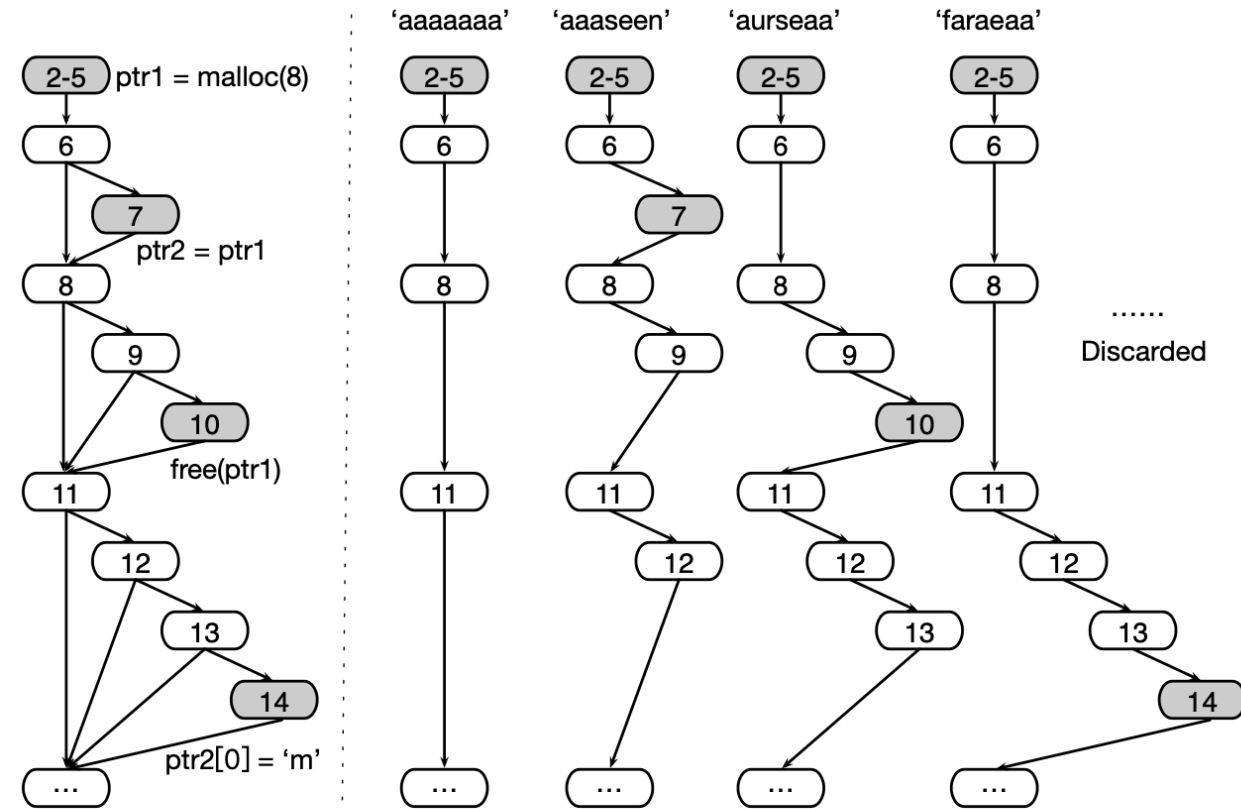 ‘aaaaaaa’ ‘aaaseen’ ‘aurseaa’ ‘faraeaa’
2-5 ptr1 = malloc(8) 2-5 2-5 2-5 2-5
6 6 6 6 6
7 7
ptr2 = ptr1
8 8 8 8 8
......
9 9 9 Discarded
10 10
free(ptr1)
11 11 11 11 11
12 12 12 12
13 13 13
14 14
ptr2[0] = ‘m’
... ... ... ... ...